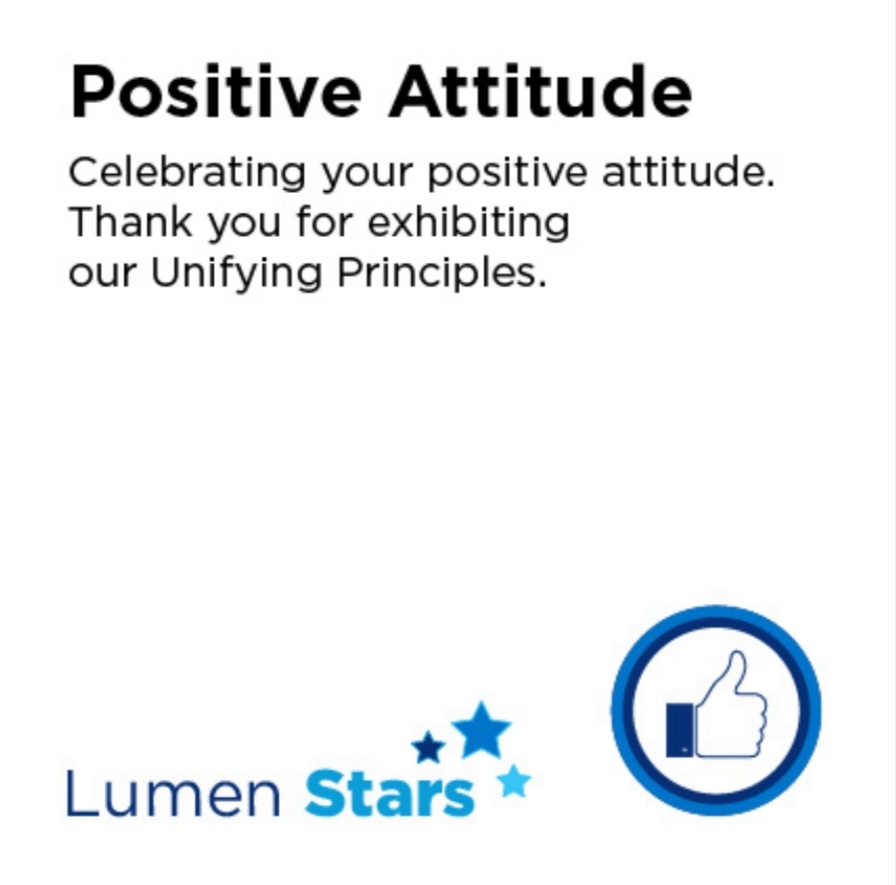 Positive Attitude
Celebrating your positive attitude.
Thank you for exhibiting
our Unifying Principles.
Lumen Stars